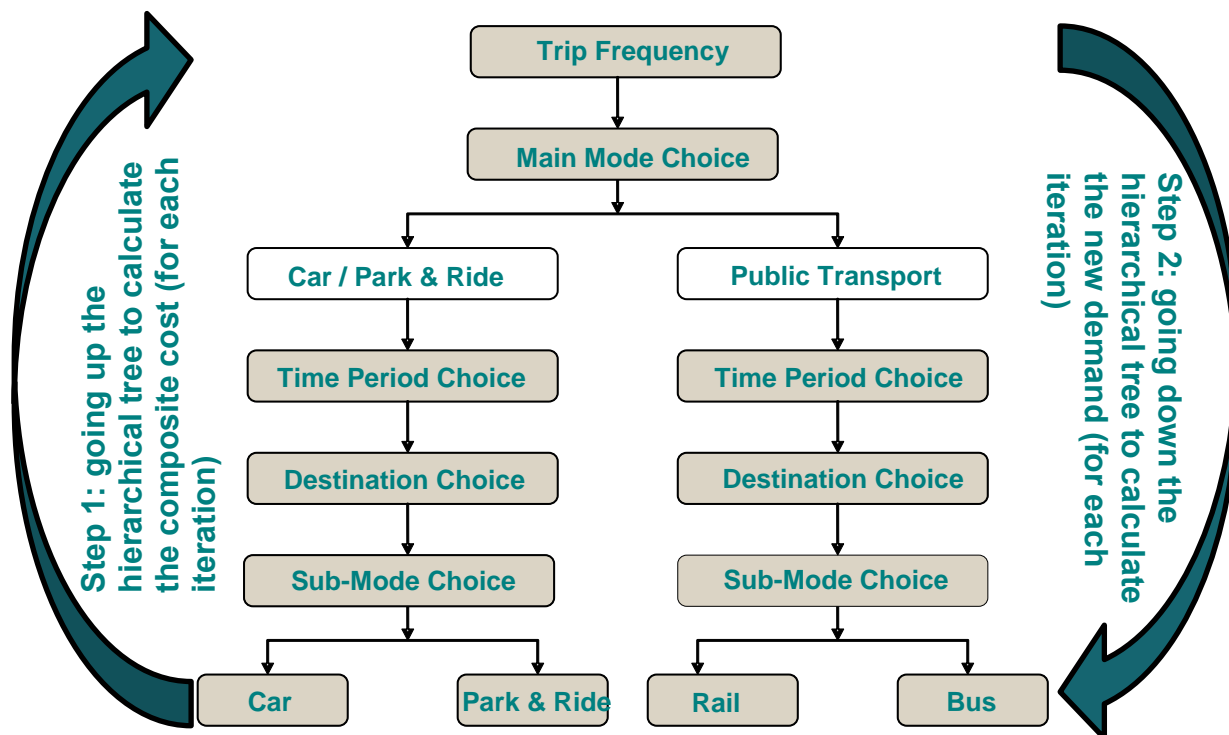 Trip Frequency
Main Mode Choice
Car / Park & Ride
Public Transport
Time Period Choice
Time Period Choice
Destination Choice
Destination Choice
Sub-Mode Choice
Sub-Mode Choice
Car
Park & Ride
Rail
Bus
Step 1: going up the
hierarchical tree to calculate
the composite cost (for each
iteration)
Step 2: going down the
hierarchical tree to calculate
the new demand (for each
iteration)